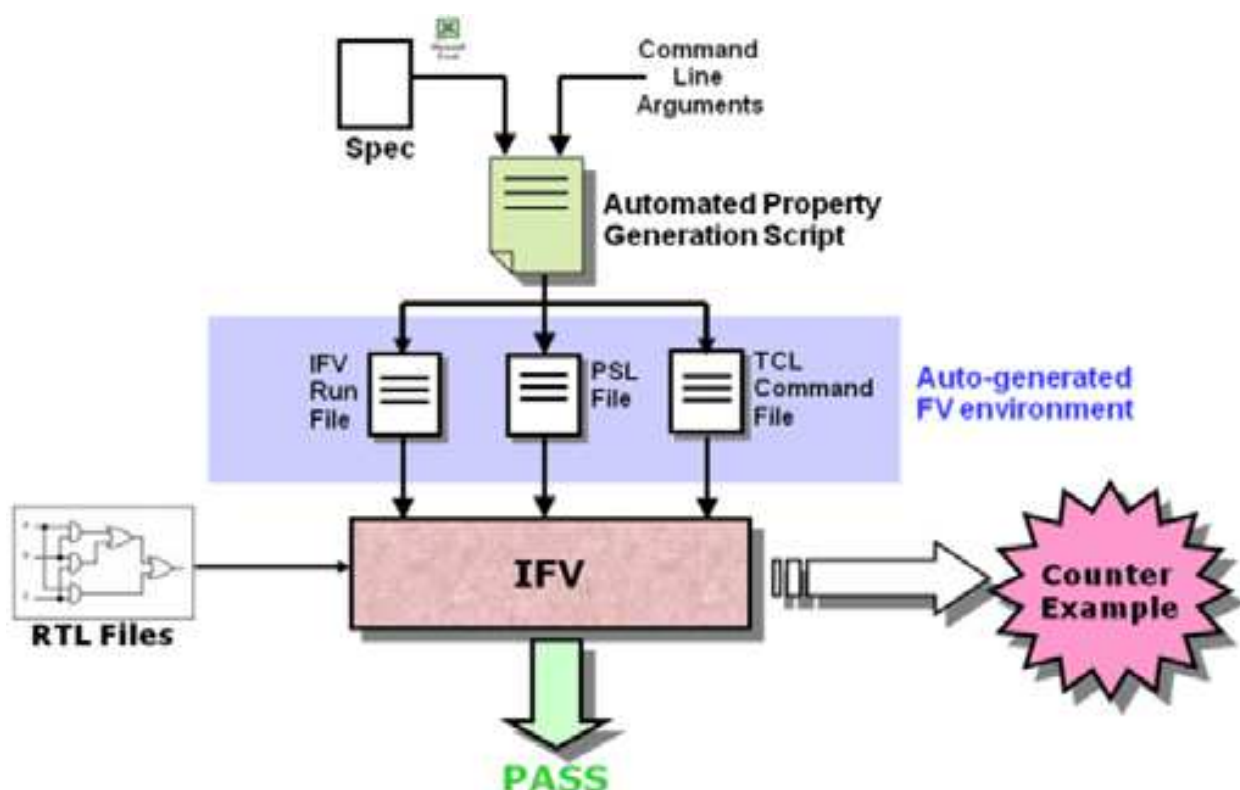 Command
Line
Arguments
Spec
Automated Property
Generation Script
IFV
Run
File
PSL
File
TCL
Command
File
Auto-generated
FV environment
IFV
Counter
Example
RTL Files
PASS